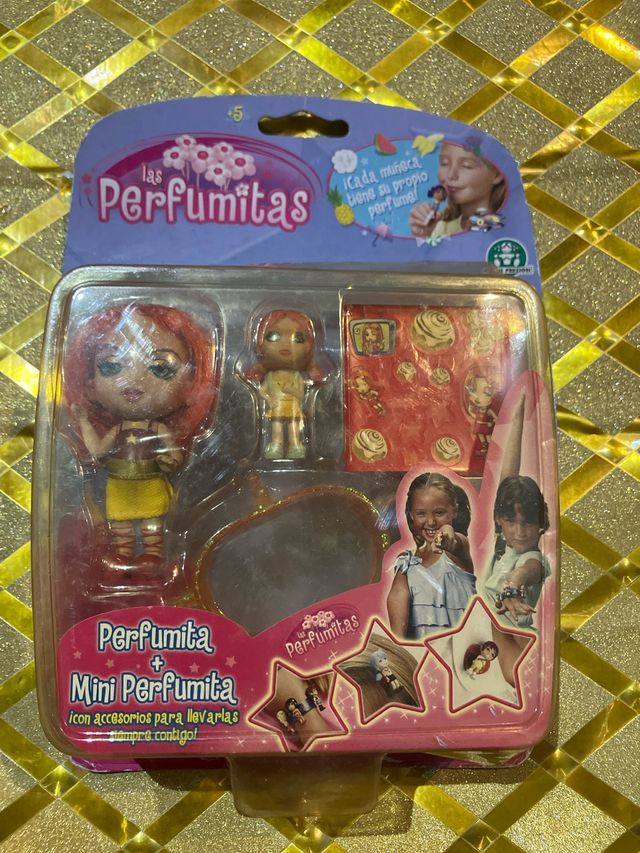 +5
las
Perfumitas
¡Cada muñeca
tiene su propio
perfume!
PREZIOSI
las
Perfumitas
Perfumita
+
Mini Perfumita
¡con accesorios para llevarlas
siempre contigo!